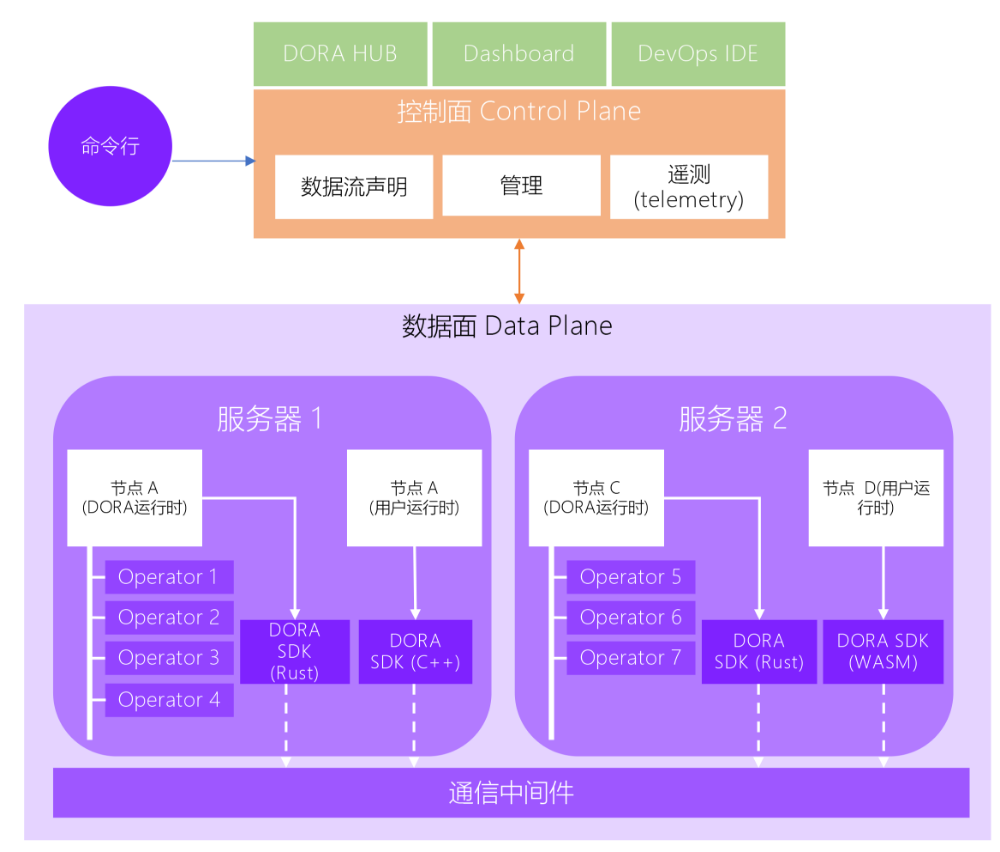 DORA HUB
Dashboard
DevOps IDE
控制面 Control Plane
命令行
数据流声明
管理
遥测
(telemetry)
数据面 Data Plane
服务器 1
节点 A
(DORA运行时)
节点 A
(用户运行时)
Operator 1
Operator 2
Operator 3
Operator 4
DORA
SDK
(Rust)
DORA
SDK (C++)
服务器 2
节点 C
(DORA运行时)
节点 D(用户运
行时)
Operator 5
Operator 6
Operator 7
DORA
SDK (Rust)
DORA SDK
(WASM)
通信中间件